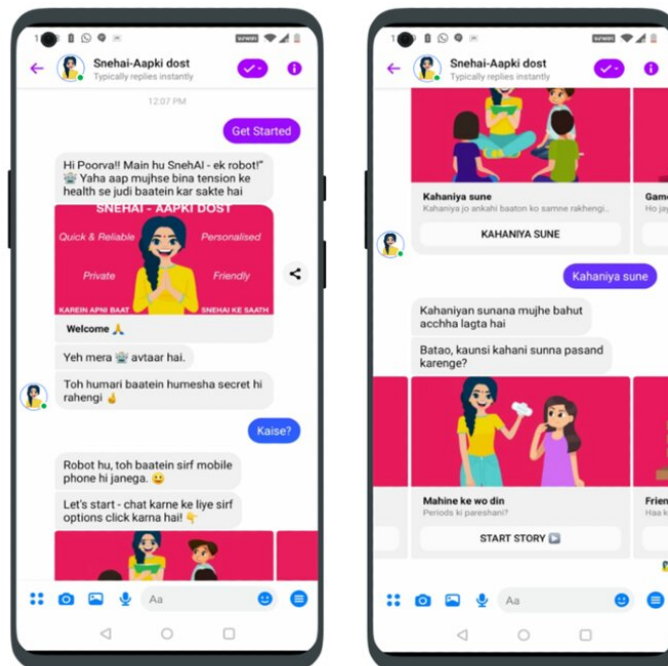 Snehai-Aapki dost
Typically replies instantly
12:07 PM
Get Started
Hi Poorva!! Main hu SnehAI - ek robot!"
Yaha aap mujhse bina tension ke
health se judi baatein kar sakte hai
SNEHAI - AAPKI DOST
Quick & Reliable
Personalised
Private
Friendly
KAREIN APNI BAAT
SNEHAI KE SAATH
Welcome 🙏
Yeh mera 🤖 avtaar hai.
Toh humari baatein humesha secret hi
rahengi 🤞
Kaise?
Robot hu, toh baatein sirf mobile
phone hi janega. 😃
Let's start - chat karne ke liye sirf
options click karna hai! 👇
Aa
Snehai-Aapki dost
Typically replies instantly
Kahaniya sune
Kahaniya jo ankahi baaton ko samne rakhengi...
KAHANIYA SUNE
Ho jay
Kahaniya sune
Kahaniyan sunana mujhe bahut
acchha lagta hai
Batao, kaunsi kahani sunna pasand
karenge?
Mahine ke wo din
Periods ki pareshani?
START STORY ▶
Frien
Haa k
Aa